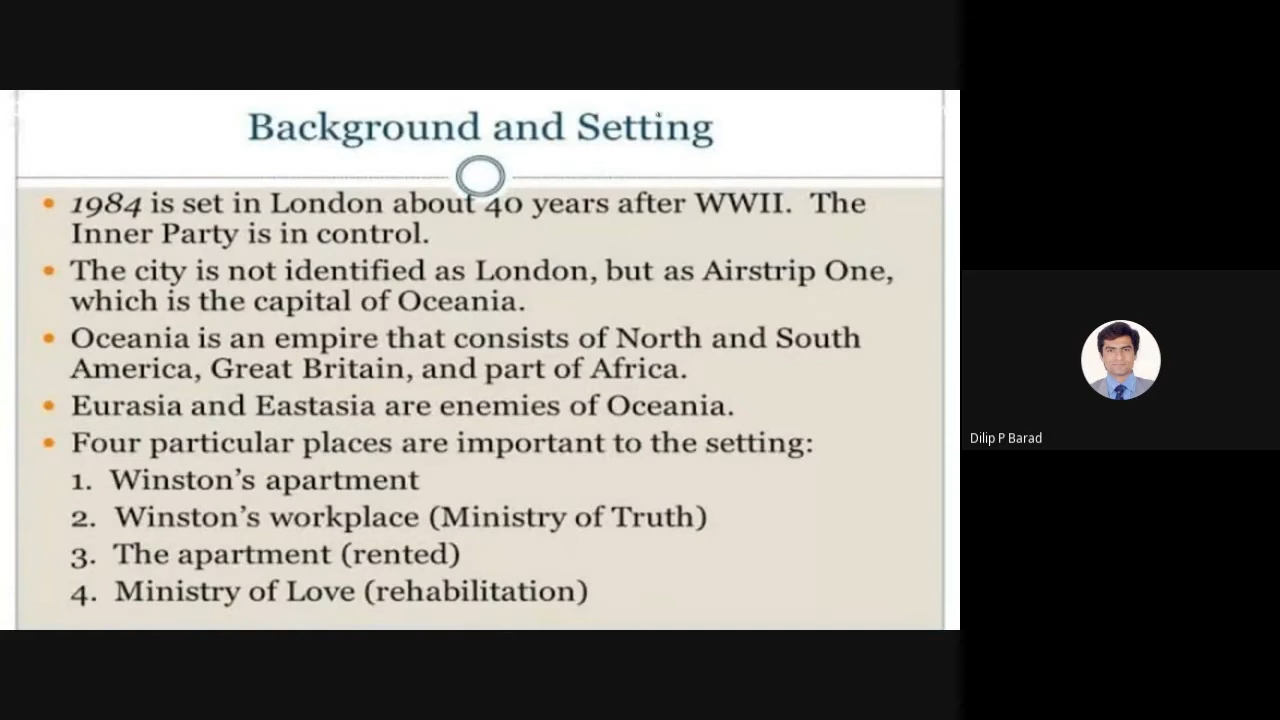 Background and Setting
• 1984 is set in London about 40 years after WWII. The
Inner Party is in control.
• The city is not identified as London, but as Airstrip One,
which is the capital of Oceania.
• Oceania is an empire that consists of North and South
America, Great Britain, and part of Africa.
• Eurasia and Eastasia are enemies of Oceania.
• Four particular places are important to the setting:
1. Winston’s apartment
2. Winston’s workplace (Ministry of Truth)
3. The apartment (rented)
4. Ministry of Love (rehabilitation)
Dilip P Barad